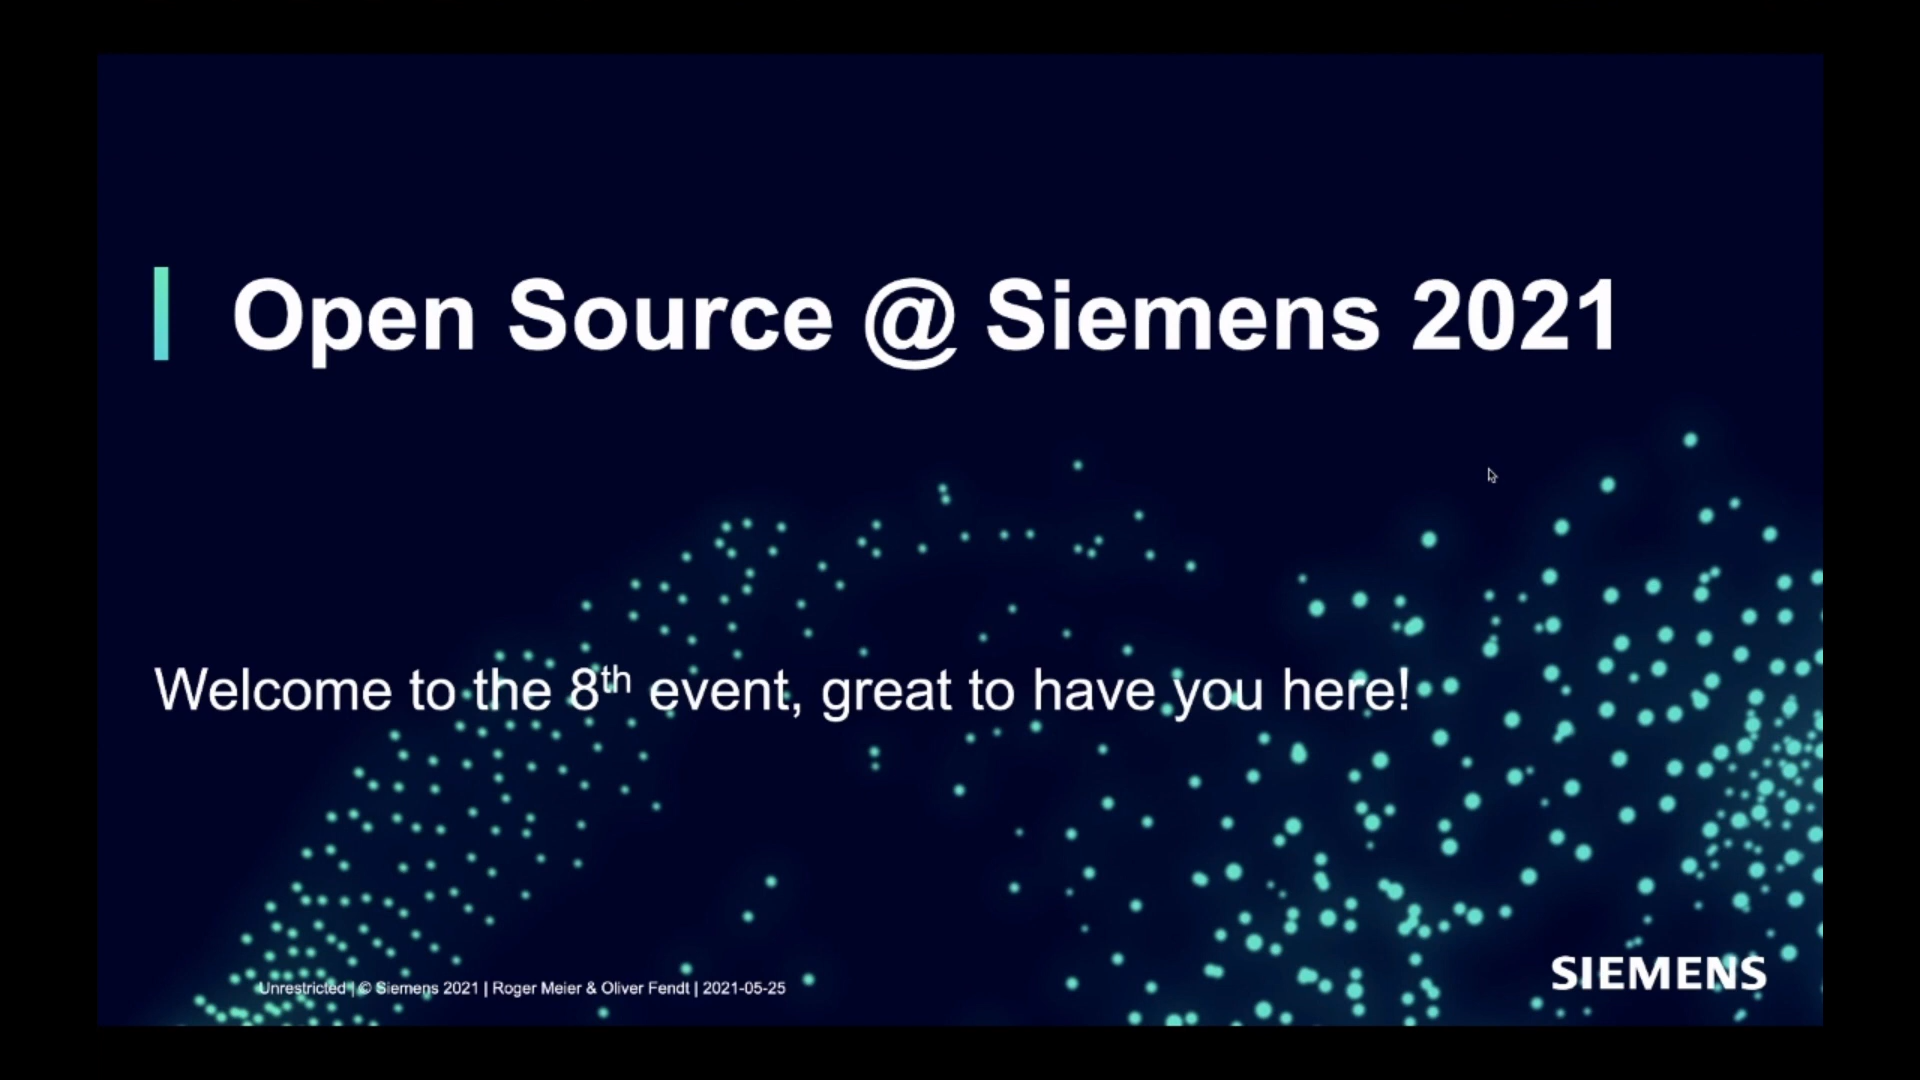 Open Source @ Siemens 2021
Welcome to the 8th event, great to have you here!
Unrestricted | © Siemens 2021 | Roger Meier & Oliver Fendt | 2021-05-25
SIEMENS